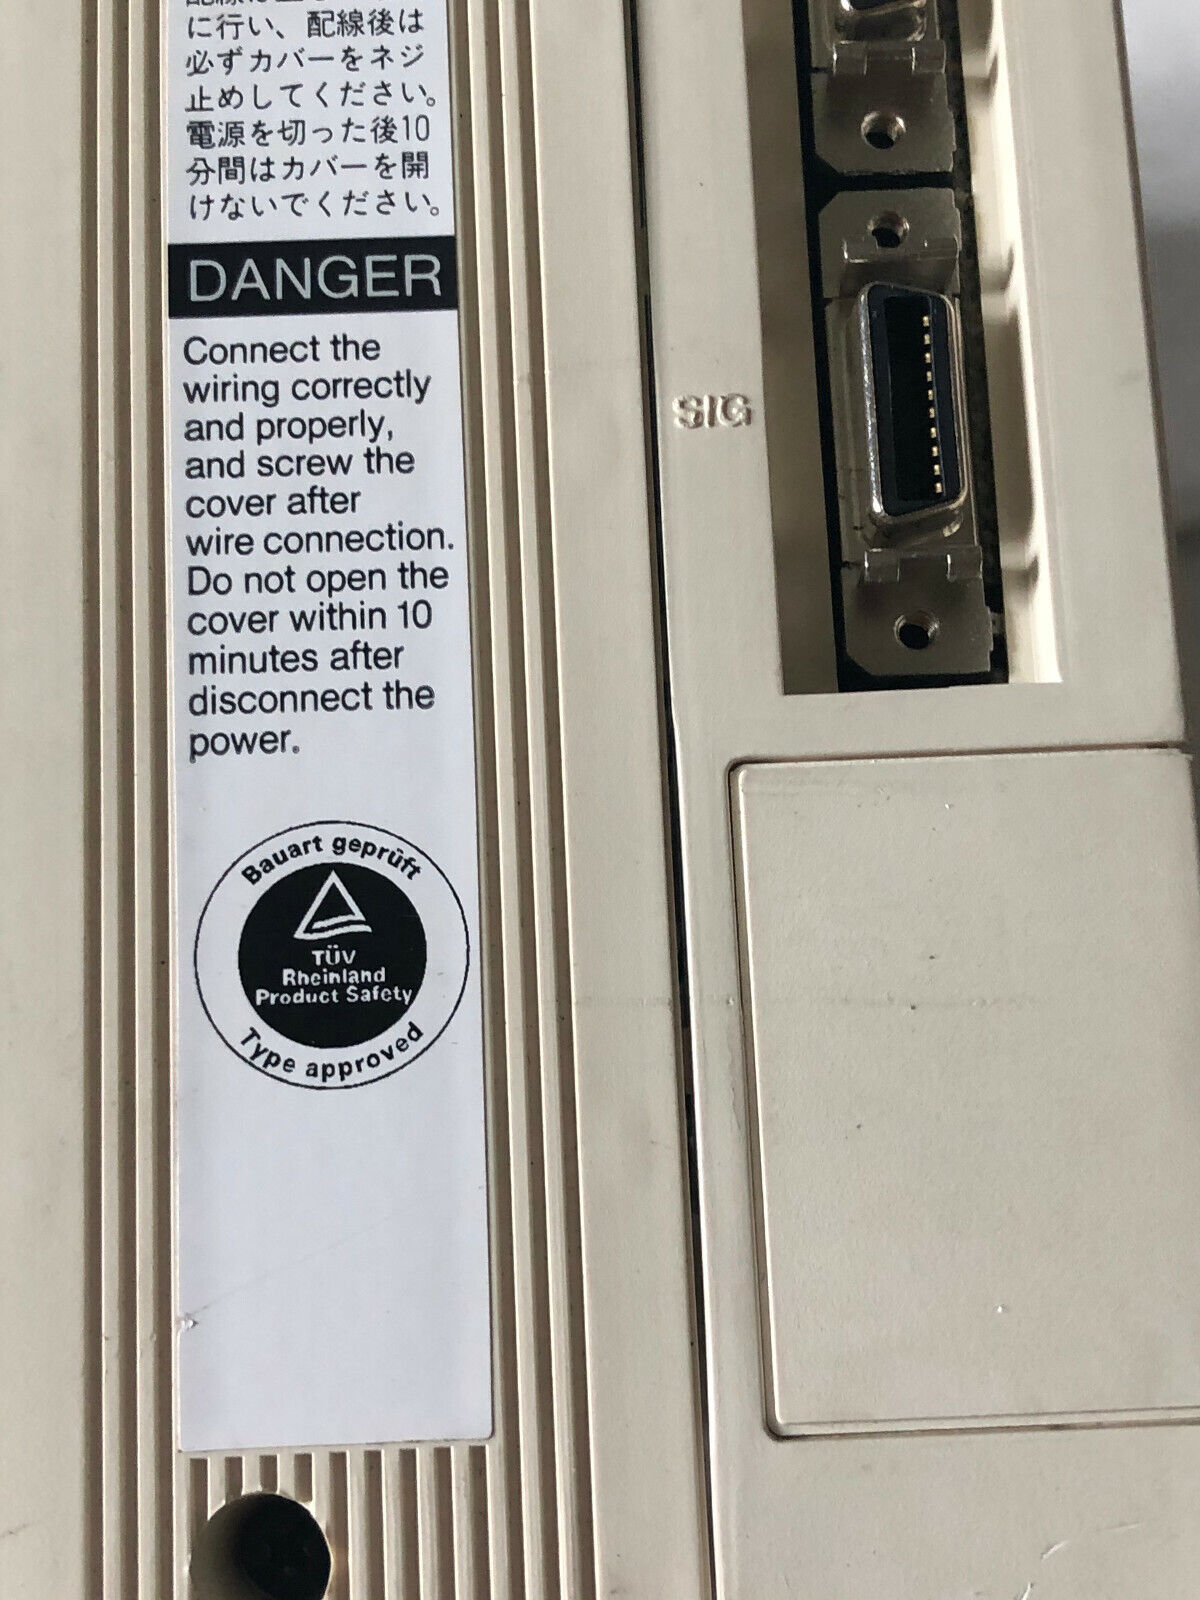 に行い、配線後は
必ずカバーをネジ
止めしてください。
電源を切った後10
分間はカバーを開
けないでください。
DANGER
Connect the
wiring correctly
and properly,
and screw the
cover after
wire connection.
Do not open the
cover within 10
minutes after
disconnect the
power.
SIG
Bauart geprüft
TÜV
Rheinland
Product Safety
Type approved